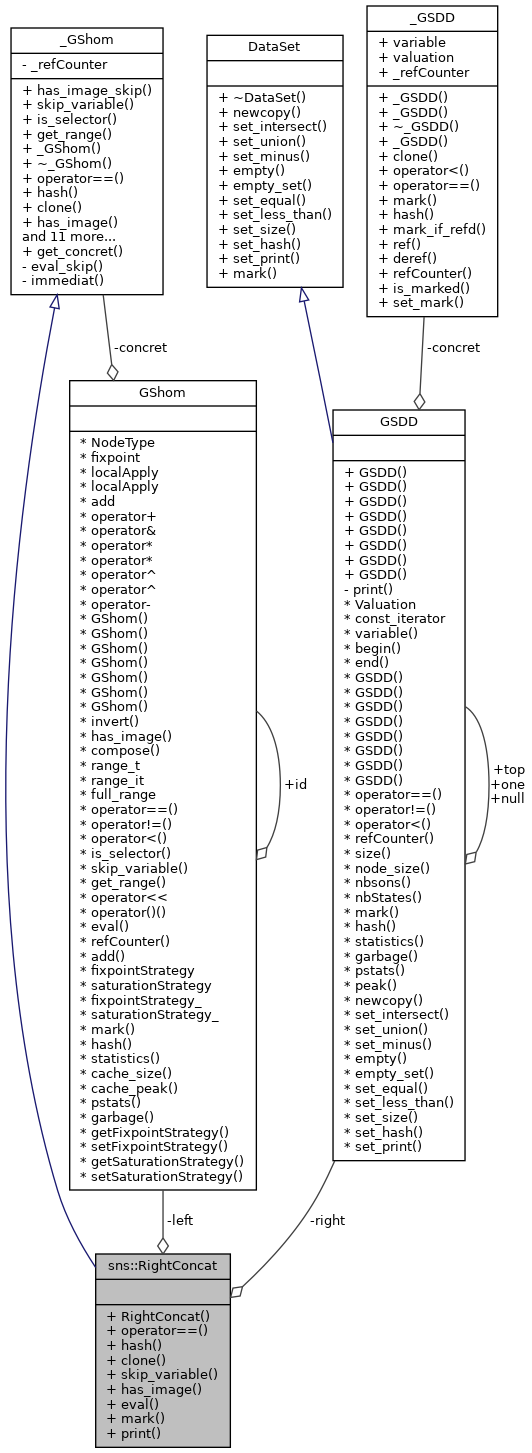 _GShom
- _refCounter
+ has_image_skip()
+ skip_variable()
+ is_selector()
+ get_range()
+ _GShom()
+ ~_GShom()
+ operator==()
+ hash()
+ clone()
+ has_image()
and 11 more...
+ get_concret()
- eval_skip()
- immediat()
DataSet
+ ~DataSet()
+ newcopy()
+ set_intersect()
+ set_union()
+ set_minus()
+ empty()
+ empty_set()
+ set_equal()
+ set_less_than()
+ set_size()
+ set_hash()
+ set_print()
+ mark()
_GSDD
+ variable
+ valuation
+ _refCounter
+ _GSDD()
+ _GSDD()
+ ~_GSDD()
+ _GSDD()
+ clone()
+ operator<()
+ operator==()
+ mark()
+ hash()
+ mark_if_refd()
+ ref()
+ deref()
+ refCounter()
+ is_marked()
+ set_mark()
-concret
-concret
GShom
* NodeType
* fixpoint
* localApply
* localApply
* add
* operator+
* operator&
* operator*
* operator*
* operator^
* operator^
* operator-
* GShom()
* GShom()
* GShom()
* GShom()
* GShom()
* GShom()
* GShom()
* invert()
* has_image()
* compose()
* range_t
* range_it
* full_range
* operator==()
* operator!=()
* operator<()
* is_selector()
* skip_variable()
* get_range()
* operator<<
* operator()()
* eval()
* refCounter()
* add()
* fixpointStrategy
* saturationStrategy
* fixpointStrategy_
* saturationStrategy_
* mark()
* hash()
* statistics()
* cache_size()
* cache_peak()
* pstats()
* garbage()
* getFixpointStrategy()
* setFixpointStrategy()
* getSaturationStrategy()
* setSaturationStrategy()
+id
GSDD
+ GSDD()
+ GSDD()
+ GSDD()
+ GSDD()
+ GSDD()
+ GSDD()
+ GSDD()
+ GSDD()
- print()
* Valuation
* const_iterator
* variable()
* begin()
* end()
* GSDD()
* GSDD()
* GSDD()
* GSDD()
* GSDD()
* GSDD()
* GSDD()
* GSDD()
* operator==()
* operator!=()
* operator<()
* refCounter()
* size()
* node_size()
* nbsons()
* nbStates()
* mark()
* hash()
* statistics()
* garbage()
* pstats()
* peak()
* newcopy()
* set_intersect()
* set_union()
* set_minus()
* empty()
* empty_set()
* set_equal()
* set_less_than()
* set_size()
* set_hash()
* set_print()
+top
+one
+null
-left
-right
sns::RightConcat
+ RightConcat()
+ operator==()
+ hash()
+ clone()
+ skip_variable()
+ has_image()
+ eval()
+ mark()
+ print()